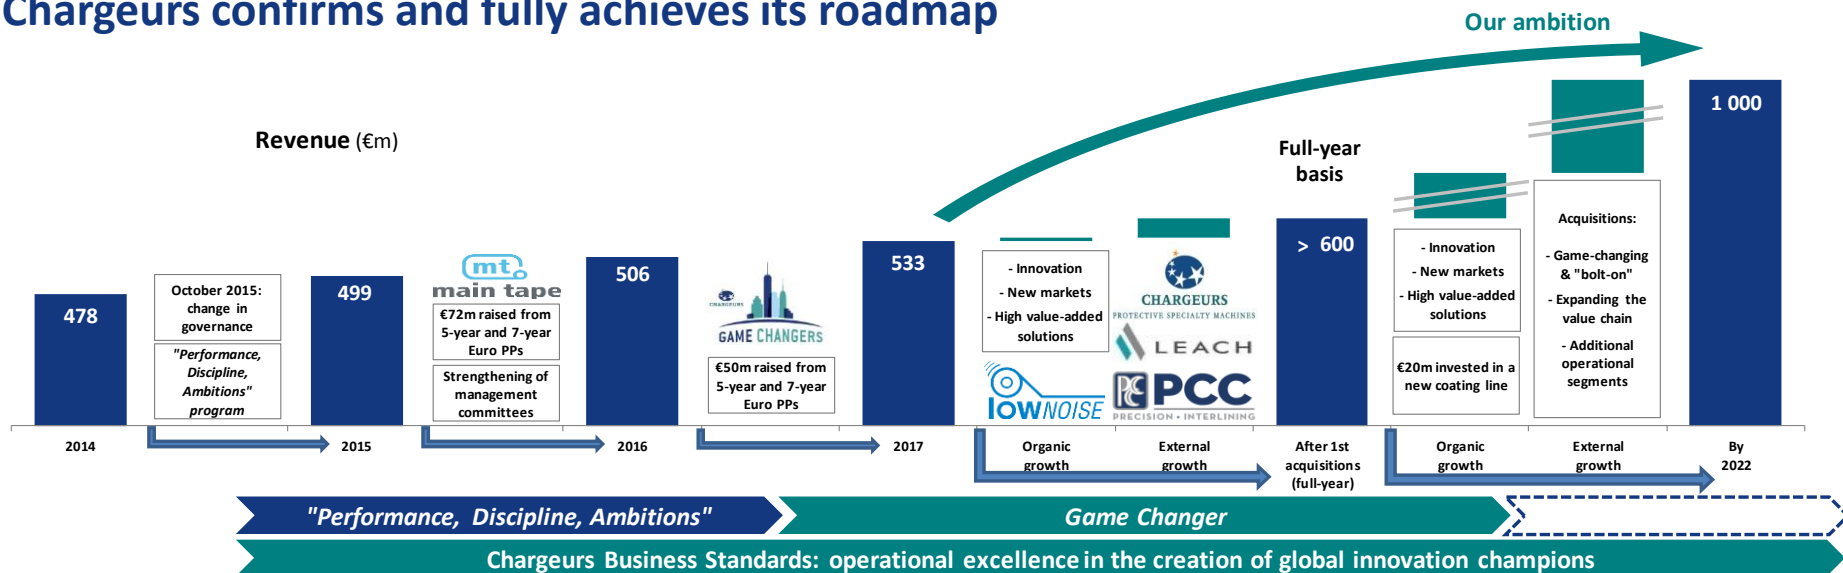 Chargeurs confirms and fully achieves its roadmap
Our ambition
Revenue (€m)
Full-year
basis
478
October 2015:
change in
governance
"Performance,
Discipline,
Ambitions"
program
499
mt
main tape
€72m raised from
5-year and 7-year
Euro PPs
Strengthening of
management
committees
506
CHARGEURS
GAME CHANGERS
€50m raised from
5-year and 7-year
Euro PPs
533
- Innovation
- New markets
- High value-added
solutions
lOWNOISE
CHARGEURS
PROTECTIVE SPECIALTY MACHINES
LEACH
PCC
PCC
PRECISION • INTERLINING
> 600
- Innovation
- New markets
- High value-added
solutions
€20m invested in a
new coating line
Acquisitions:
- Game-changing
& "bolt-on"
- Expanding the
value chain
- Additional
operational
segments
1 000
2014
2015
2016
2017
Organic
growth
External
growth
After 1st
acquisitions
(full-year)
Organic
growth
External
growth
By
2022
"Performance, Discipline, Ambitions"
Game Changer
Chargeurs Business Standards: operational excellence in the creation of global innovation champions